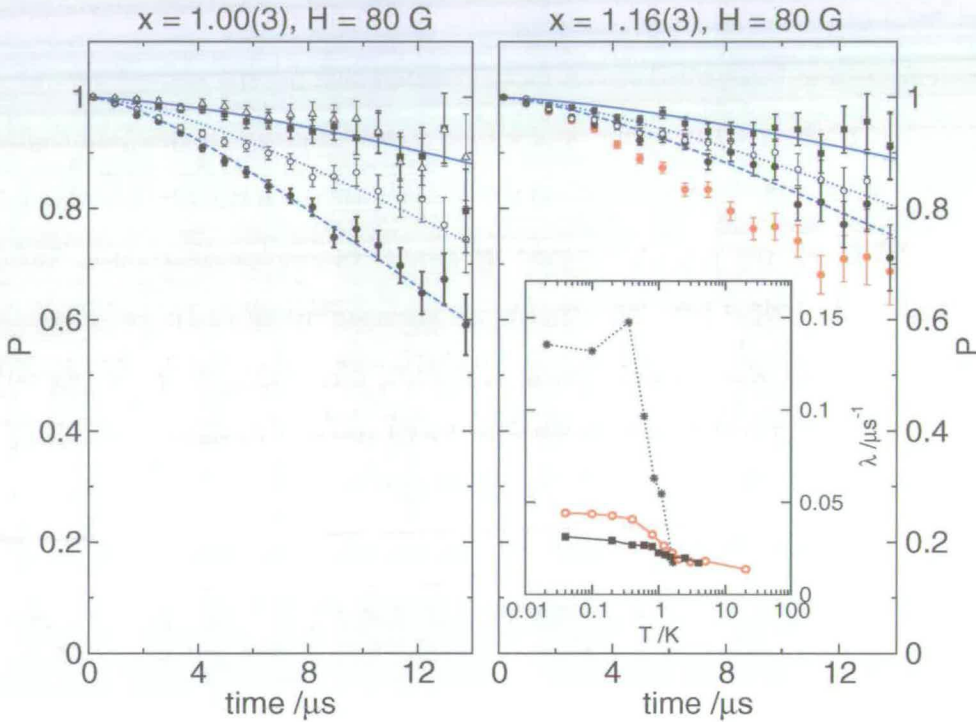 x = 1.00(3), H = 80 G
x = 1.16(3), H = 80 G
P
1
0.8
0.6
0.4
0.2
0
0 4 8 12
time /μs
1
0.8
0.6
0.4
0.2
0
P
0 4 8 12
time /μs
0.15
0.1
0.05
0
λ /μs⁻¹
0.01 0.1 1 10 100
T /K